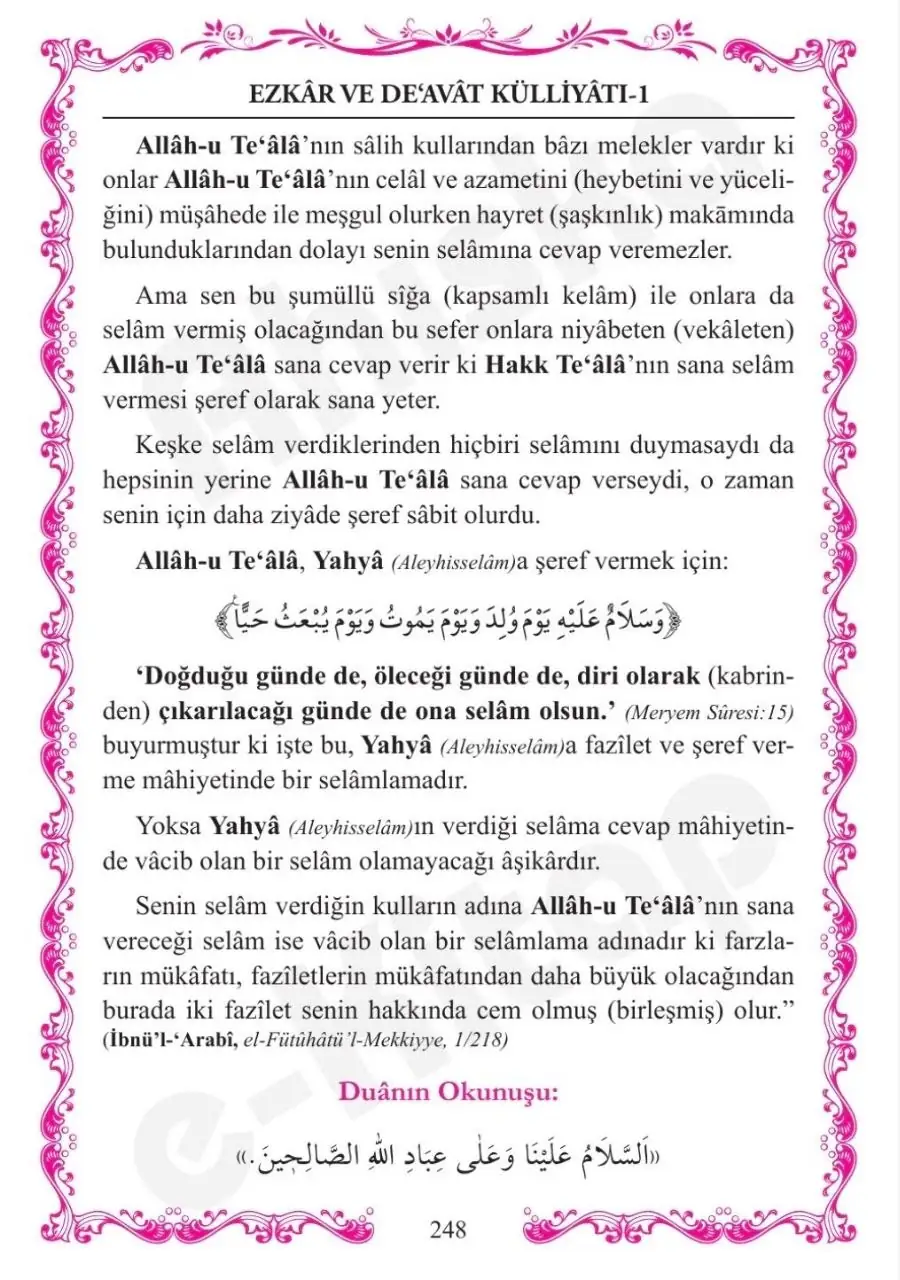 EZKÂR VE DE‘AVÂT KÜLLİYÂTI-1
Allâh-u Te‘âlâ’nın sâlih kullarından bâzı melekler vardır ki
onlar Allâh-u Te‘âlâ’nın celâl ve azametini (heybetini ve yüceli-
ğini) müşâhede ile meşgul olurken hayret (şaşkınlık) makāmında
bulunduklarından dolayı senin selâmına cevap veremezler.
Ama sen bu şumüllü sîğa (kapsamlı kelâm) ile onlara da
selâm vermiş olacağından bu sefer onlara niyâbeten (vekâleten)
Allâh-u Te‘âlâ sana cevap verir ki Hakk Te‘âlâ’nın sana selâm
vermesi şeref olarak sana yeter.
Keşke selâm verdiklerinden hiçbiri selâmını duymasaydı da
hepsinin yerine Allâh-u Te‘âlâ sana cevap verseydi, o zaman
senin için daha ziyâde şeref sâbit olurdu.
Allâh-u Te‘âlâ, Yahyâ (Aleyhisselâm)a şeref vermek için:
﴿وَسَلَامٌ عَلَيْهِ يَوْمَ وُلِدَ وَيَوْمَ يَمُوتُ وَيَوْمَ يُبْعَثُ حَيًّاۚ﴾
‘Doğduğu günde de, öleceği günde de, diri olarak (kabrin-
den) çıkarılacağı günde de ona selâm olsun.’ (Meryem Sûresi:15)
buyurmuştur ki işte bu, Yahyâ (Aleyhisselâm)a fazîlet ve şeref ver-
me mâhiyetinde bir selâmlamadır.
Yoksa Yahyâ (Aleyhisselâm)ın verdiği selâma cevap mâhiyetin-
de vâcib olan bir selâm olamayacağı âşikârdır.
Senin selâm verdiğin kulların adına Allâh-u Te‘âlâ’nın sana
vereceği selâm ise vâcib olan bir selâmlama adınadır ki farzla-
rın mükâfatı, fazîletlerin mükâfatından daha büyük olacağından
burada iki fazîlet senin hakkında cem olmuş (birleşmiş) olur.”
(İbnü’l-‘Arabî, el-Fütûhâtü’l-Mekkiyye, 1/218)
Duânın Okunuşu:
«اَلسَّلَامُ عَلَيْنَا وَعَلٰى عِبَادِ اللّٰهِ الصَّالِحِينَ.»
248